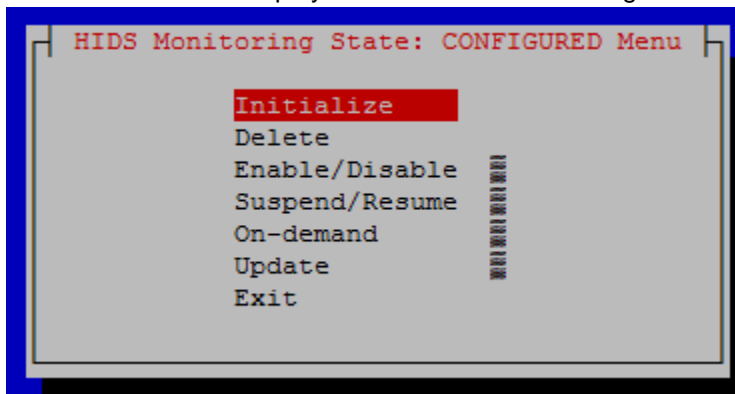 HIDS Monitoring State: CONFIGURED Menu
Initialize
Delete
Enable/Disable
Suspend/Resume
On-demand
Update
Exit